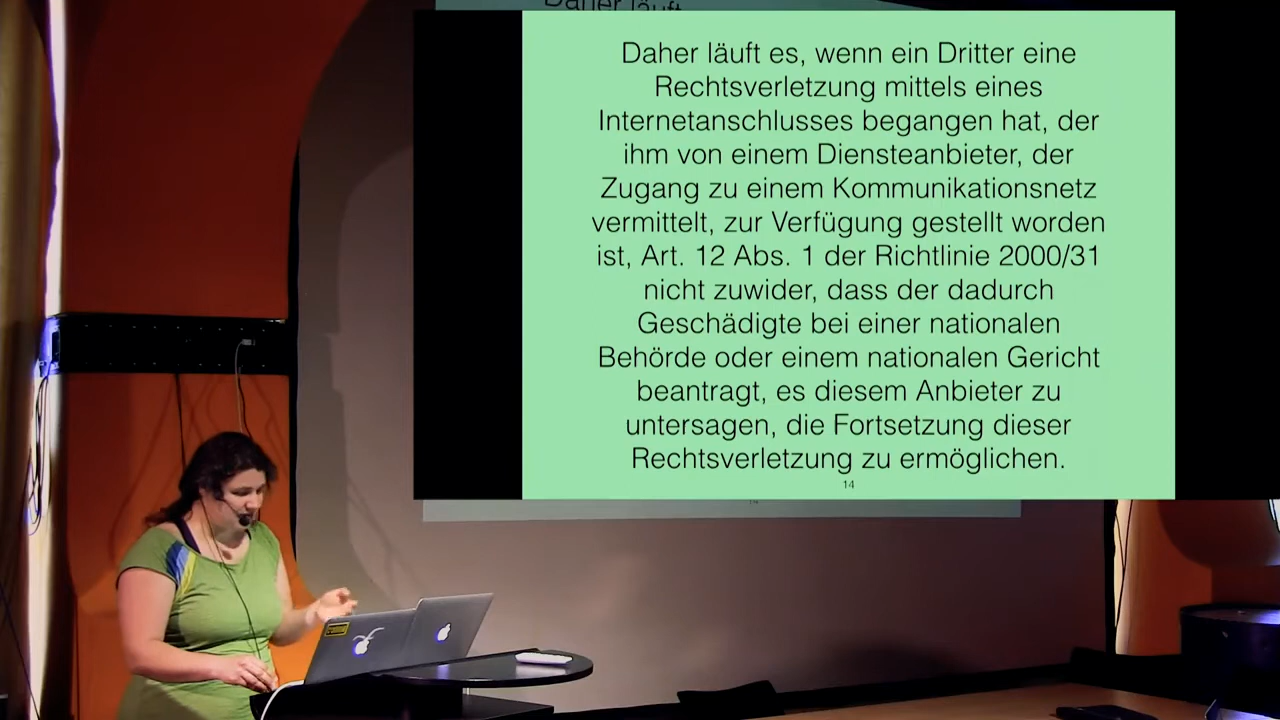 Daher läuft
Daher läuft es, wenn ein Dritter eine
Rechtsverletzung mittels eines
Internetanschlusses begangen hat, der
ihm von einem Diensteanbieter, der
Zugang zu einem Kommunikationsnetz
vermittelt, zur Verfügung gestellt worden
ist, Art. 12 Abs. 1 der Richtlinie 2000/31
nicht zuwider, dass der dadurch
Geschädigte bei einer nationalen
Behörde oder einem nationalen Gericht
beantragt, es diesem Anbieter zu
untersagen, die Fortsetzung dieser
Rechtsverletzung zu ermöglichen.
14
14